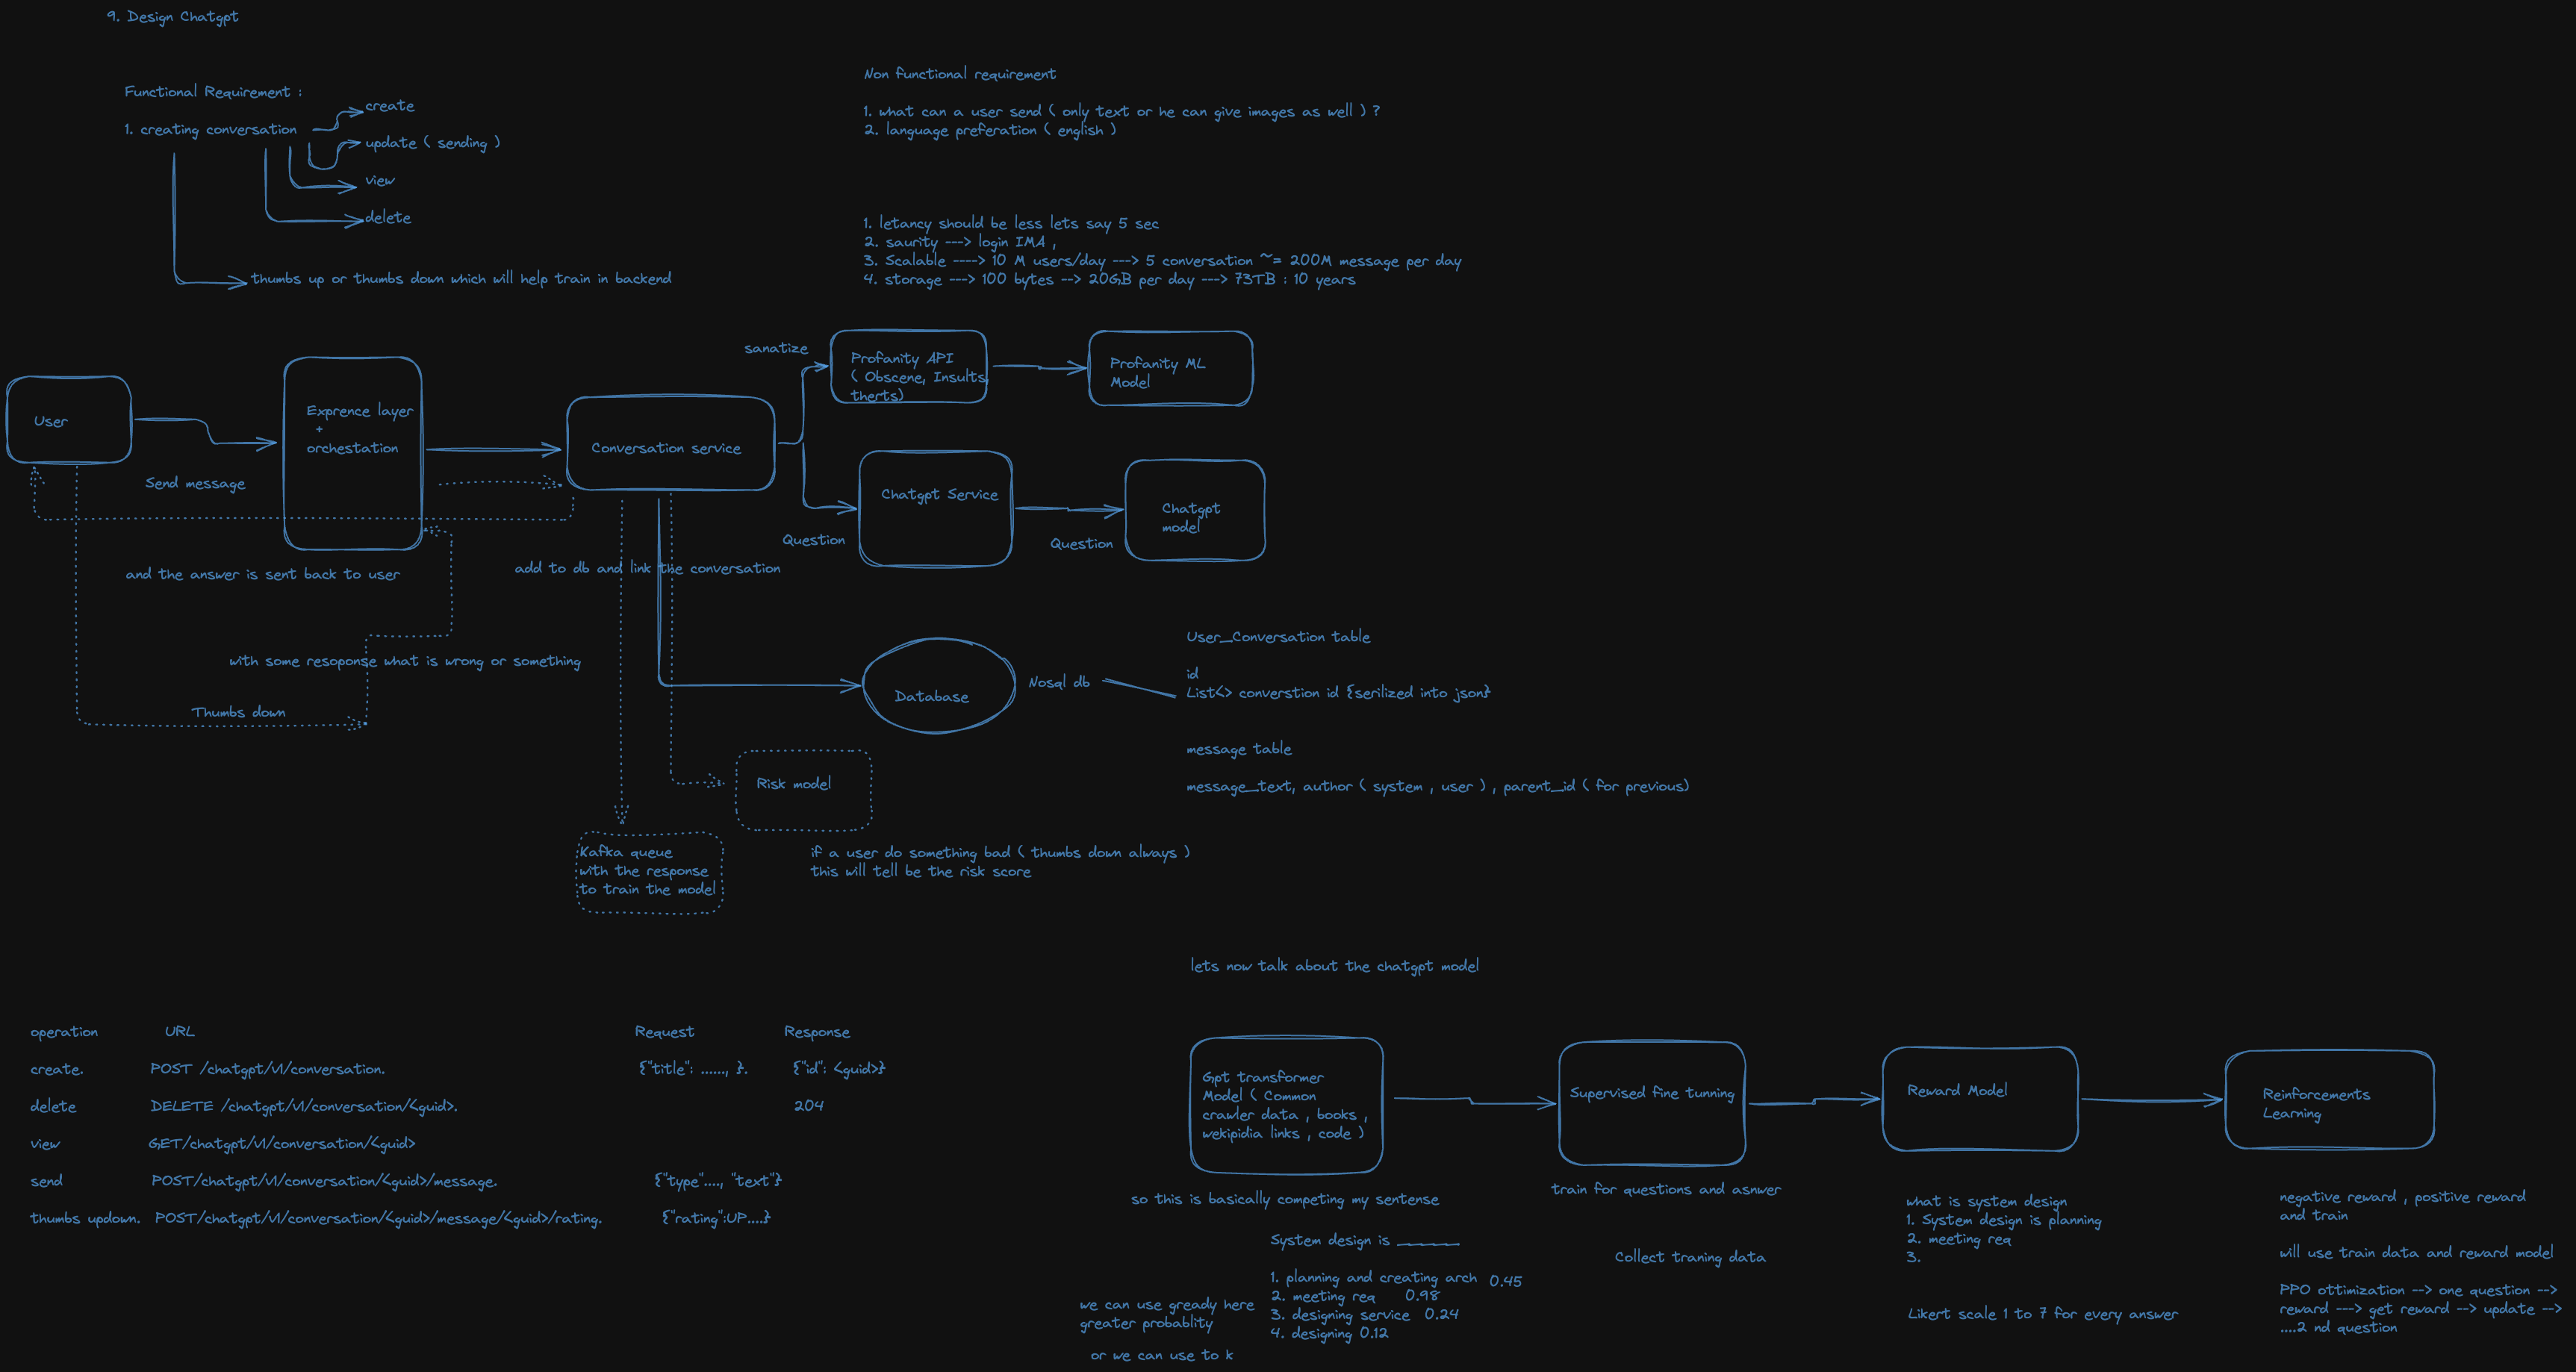 9. Design Chatgpt
Functional Requirement :
1. creating conversation
create
update ( sending )
view
delete
thumbs up or thumbs down which will help train in backend
Non functional requirement
1. what can a user send ( only text or he can give images as well ) ?
2. language preferation ( english )
1. letancy should be less lets say 5 sec
2. saurity ---> login IMA ,
3. Scalable ----> 10 M users/day ---> 5 conversation ~= 200M message per day
4. storage ---> 100 bytes --> 20GB per day ---> 73TB : 10 years
User
Send message
Exprence layer
+
orchestation
Conversation service
sanatize
Profanity API
( Obscene, Insults,
therts)
Profanity ML
Model
Question
Chatgpt Service
Question
Chatgpt
model
and the answer is sent back to user
add to db and link the conversation
with some resoponse what is wrong or something
Thumbs down
Database
Nosql db
User_Conversation table
id
List<> converstion id {serilized into json}
message table
message_text, author ( system , user ) , parent_id ( for previous)
Risk model
Kafka queue
with the response
to train the model
if a user do something bad ( thumbs down always )
this will tell be the risk score
operation URL Request Response
create. POST /chatgpt/v1/conversation. {"title": ......, }. {"id": <guid>}
delete DELETE /chatgpt/v1/conversation/<guid>. 204
view GET/chatgpt/v1/conversation/<guid>
send POST/chatgpt/v1/conversation/<guid>/message. {"type"...., "text"}
thumbs updown. POST/chatgpt/v1/conversation/<guid>/message/<guid>/rating. {"rating":UP....}
lets now talk about the chatgpt model
Gpt transformer
Model ( Common
crawler data , books ,
wekipidia links , code )
so this is basically competing my sentence
System design is ______
1. planning and creating arch 0.45
2. meeting req 0.98
3. designing service 0.24
4. designing 0.12
we can use gready here
greater probablity
or we can use to k
Supervised fine tunning
train for questions and asnwer
Collect traning data
Reward Model
what is system design
1. System design is planning
2. meeting req
3.
Likert scale 1 to 7 for every answer
Reinforcements
Learning
negative reward , positive reward
and train
will use train data and reward model
PPO ottimization --> one question -->
reward ---> get reward --> update -->
....2 nd question